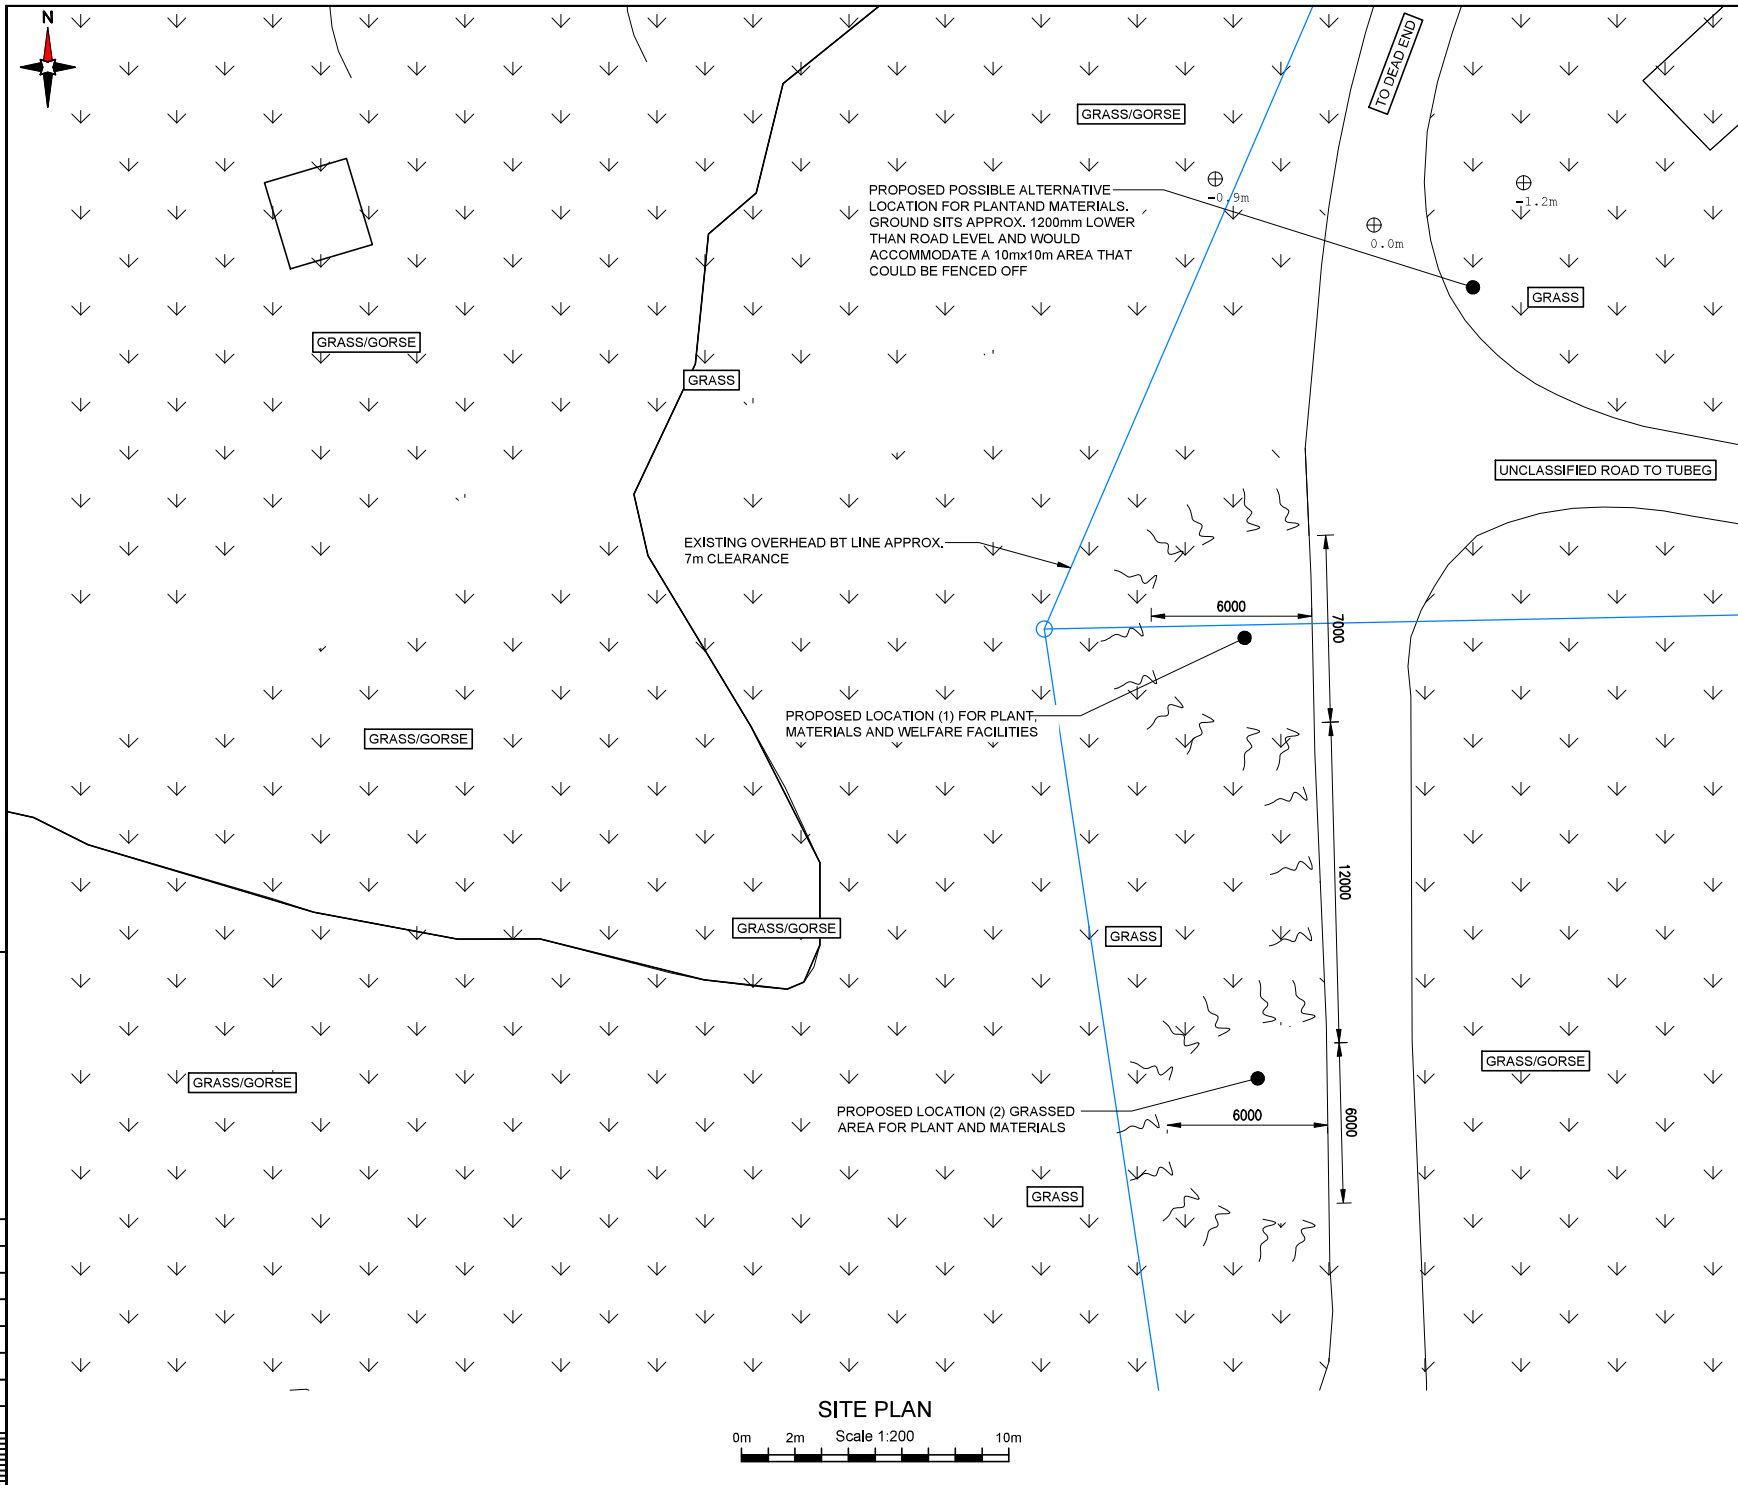 N
TO DEAD END
GRASS/GORSE
PROPOSED POSSIBLE ALTERNATIVE
LOCATION FOR PLANTAND MATERIALS.
GROUND SITS APPROX. 1200mm LOWER
THAN ROAD LEVEL AND WOULD
ACCOMMODATE A 10mx10m AREA THAT
COULD BE FENCED OFF
-0.9m
-1.2m
0.0m
GRASS
GRASS/GORSE
GRASS
UNCLASSIFIED ROAD TO TUBEG
EXISTING OVERHEAD BT LINE APPROX.
7m CLEARANCE
6000
7000
PROPOSED LOCATION (1) FOR PLANT,
MATERIALS AND WELFARE FACILITIES
GRASS/GORSE
12000
GRASS/GORSE
GRASS
GRASS/GORSE
GRASS/GORSE
PROPOSED LOCATION (2) GRASSED
AREA FOR PLANT AND MATERIALS
6000
6000
GRASS
SITE PLAN
Scale 1:200
0m 2m 10m